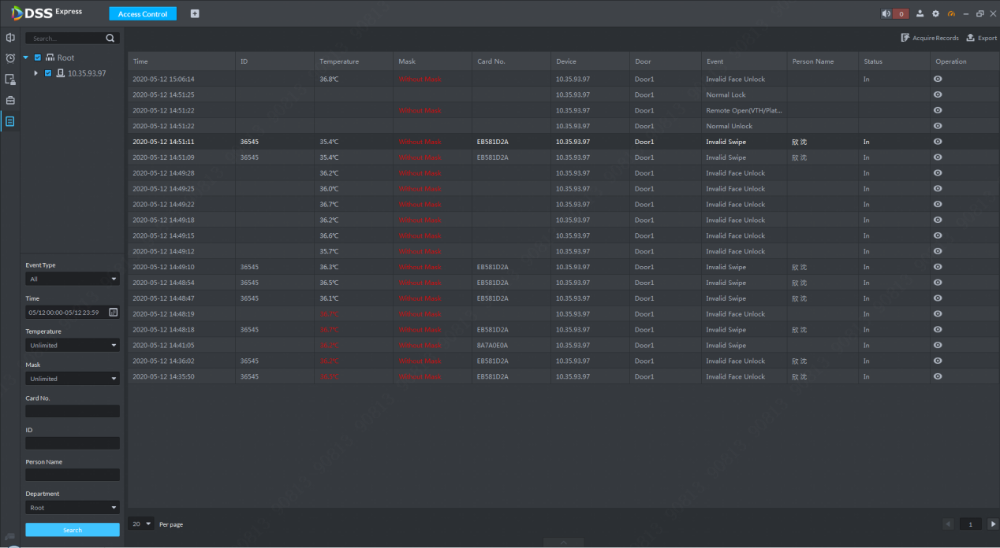 DSS Express
Access Control
0
Search...
Acquire Records
Export
Root
10.35.93.97
Time ID Temperature Mask Card No. Device Door Event Person Name Status Operation
2020-05-12 15:06:14 36.8℃ Without Mask 10.35.93.97 Door1 Invalid Face Unlock In
2020-05-12 14:51:25 10.35.93.97 Door1 Normal Lock
2020-05-12 14:51:22 Without Mask 10.35.93.97 Door1 Remote Open(VTH/Plat...
2020-05-12 14:51:22 10.35.93.97 Door1 Normal Unlock
2020-05-12 14:51:11 36545 35.4℃ Without Mask EB581D2A 10.35.93.97 Door1 Invalid Swipe 欣 沈 In
2020-05-12 14:51:09 36545 35.4℃ Without Mask EB581D2A 10.35.93.97 Door1 Invalid Swipe 欣 沈 In
2020-05-12 14:49:28 36.2℃ Without Mask 10.35.93.97 Door1 Invalid Face Unlock In
2020-05-12 14:49:25 36.0℃ Without Mask 10.35.93.97 Door1 Invalid Face Unlock In
2020-05-12 14:49:22 36.7℃ Without Mask 10.35.93.97 Door1 Invalid Face Unlock In
2020-05-12 14:49:18 36.2℃ Without Mask 10.35.93.97 Door1 Invalid Face Unlock In
2020-05-12 14:49:15 36.6℃ Without Mask 10.35.93.97 Door1 Invalid Face Unlock In
2020-05-12 14:49:12 35.7℃ Without Mask 10.35.93.97 Door1 Invalid Face Unlock In
2020-05-12 14:49:10 36545 36.3℃ Without Mask EB581D2A 10.35.93.97 Door1 Invalid Swipe 欣 沈 In
2020-05-12 14:48:54 36545 36.5℃ Without Mask EB581D2A 10.35.93.97 Door1 Invalid Swipe 欣 沈 In
2020-05-12 14:48:47 36545 36.1℃ Without Mask EB581D2A 10.35.93.97 Door1 Invalid Swipe 欣 沈 In
2020-05-12 14:48:19 Without Mask 10.35.93.97 Door1 Invalid Face Unlock In
2020-05-12 14:48:18 36545 Without Mask EB581D2A 10.35.93.97 Door1 Invalid Swipe 欣 沈 In
2020-05-12 14:41:05 Without Mask 8A7A0E0A 10.35.93.97 Door1 Invalid Swipe In
2020-05-12 14:36:02 36545 Without Mask EB581D2A 10.35.93.97 Door1 Invalid Face Unlock 欣 沈 In
2020-05-12 14:35:50 36545 Without Mask EB581D2A 10.35.93.97 Door1 Invalid Face Unlock 欣 沈 In
Event Type
All
Time
05/12 00:00-05/12 23:59
Temperature
Unlimited
Mask
Unlimited
Card No.
ID
Person Name
Department
Root
Search
20 Per page
1